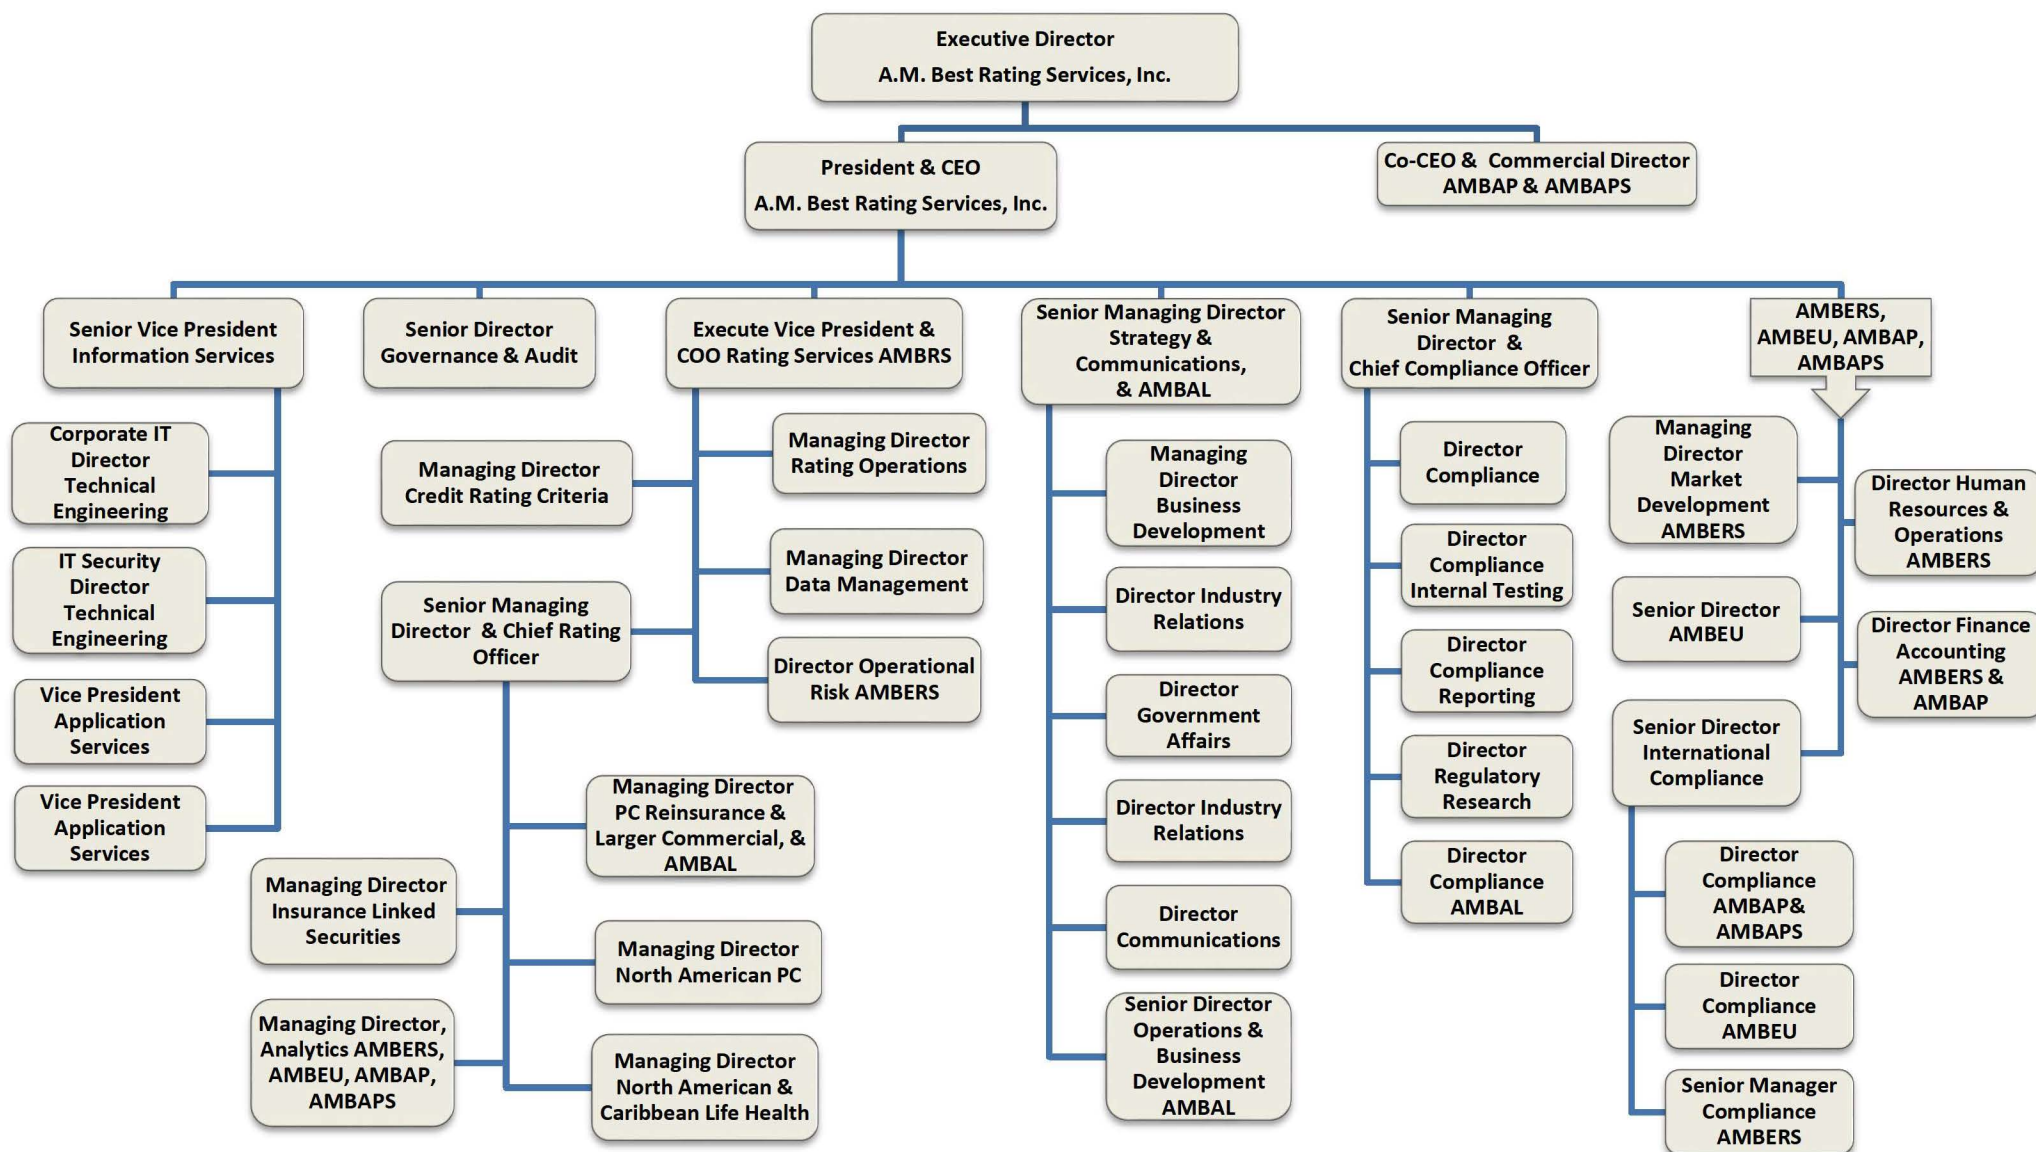 Executive Director
A.M. Best Rating Services, Inc.
President & CEO
A.M. Best Rating Services, Inc.
Co-CEO & Commercial Director
AMBAP & AMBAPS
Senior Vice President
Information Services
Senior Director
Governance & Audit
Execute Vice President &
COO Rating Services AMBRS
Senior Managing Director
Strategy &
Communications,
& AMBAL
Senior Managing
Director &
Chief Compliance Officer
AMBERS,
AMBEU, AMBAP,
AMBAPS
Corporate IT
Director
Technical
Engineering
IT Security
Director
Technical
Engineering
Vice President
Application
Services
Vice President
Application
Services
Managing Director
Credit Rating Criteria
Senior Managing
Director & Chief Rating
Officer
Managing Director
Rating Operations
Managing Director
Data Management
Director Operational
Risk AMBERS
Managing Director
PC Reinsurance &
Larger Commercial, &
AMBAL
Managing Director
Insurance Linked
Securities
Managing Director
North American PC
Managing Director,
Analytics AMBERS,
AMBEU, AMBAP,
AMBAPS
Managing Director
North American &
Caribbean Life Health
Managing
Director
Business
Development
Director Industry
Relations
Director
Government
Affairs
Director Industry
Relations
Director
Communications
Senior Director
Operations &
Business
Development
AMBAL
Director
Compliance
Director
Compliance
Internal Testing
Director
Compliance
Reporting
Director
Regulatory
Research
Director
Compliance
AMBAL
Managing
Director
Market
Development
AMBERS
Director Human
Resources &
Operations
AMBERS
Senior Director
AMBEU
Director Finance
Accounting
AMBERS &
AMBAP
Senior Director
International
Compliance
Director
Compliance
AMBAP&
AMBAPS
Director
Compliance
AMBEU
Senior Manager
Compliance
AMBERS